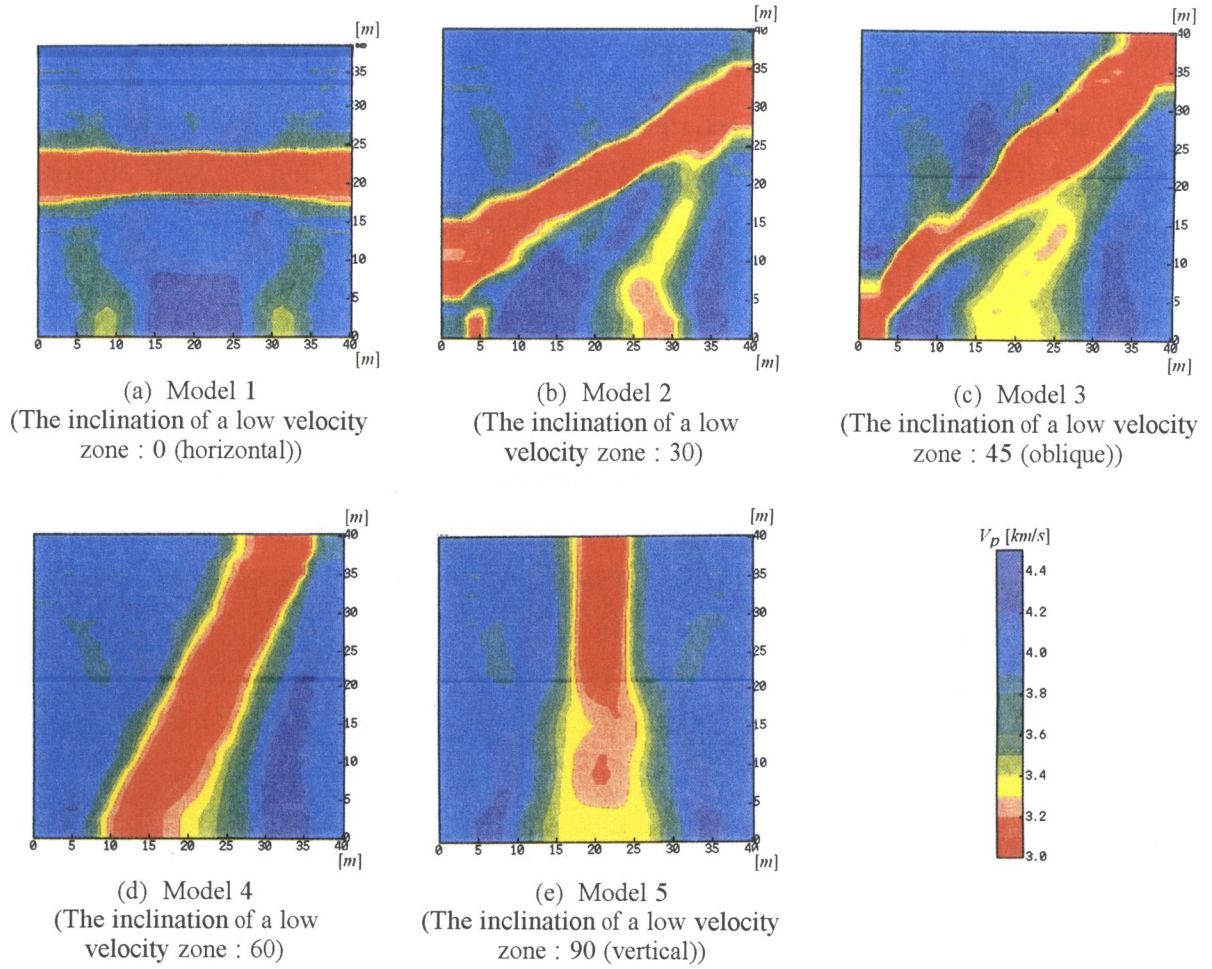 [m]
40
35
30
25
20
15
10
5
0
0 5 10 15 20 25 30 35 40
[m]
(a) Model 1
(The inclination of a low velocity
zone : 0 (horizontal))
[m]
40
35
30
25
20
15
10
5
0
0 5 10 15 20 25 30 35 40
[m]
(b) Model 2
(The inclination of a low
velocity zone : 30)
[m]
40
35
30
25
20
15
10
5
0
0 5 10 15 20 25 30 35 40
[m]
(c) Model 3
(The inclination of a low velocity
zone : 45 (oblique))
[m]
40
35
30
25
20
15
10
5
0
0 5 10 15 20 25 30 35 40
[m]
(d) Model 4
(The inclination of a low
velocity zone : 60)
[m]
40
35
30
25
20
15
10
5
0
0 5 10 15 20 25 30 35 40
[m]
(e) Model 5
(The inclination of a low velocity
zone : 90 (vertical))
Vp [km/s]
4.4
4.2
4.0
3.8
3.6
3.4
3.2
3.0